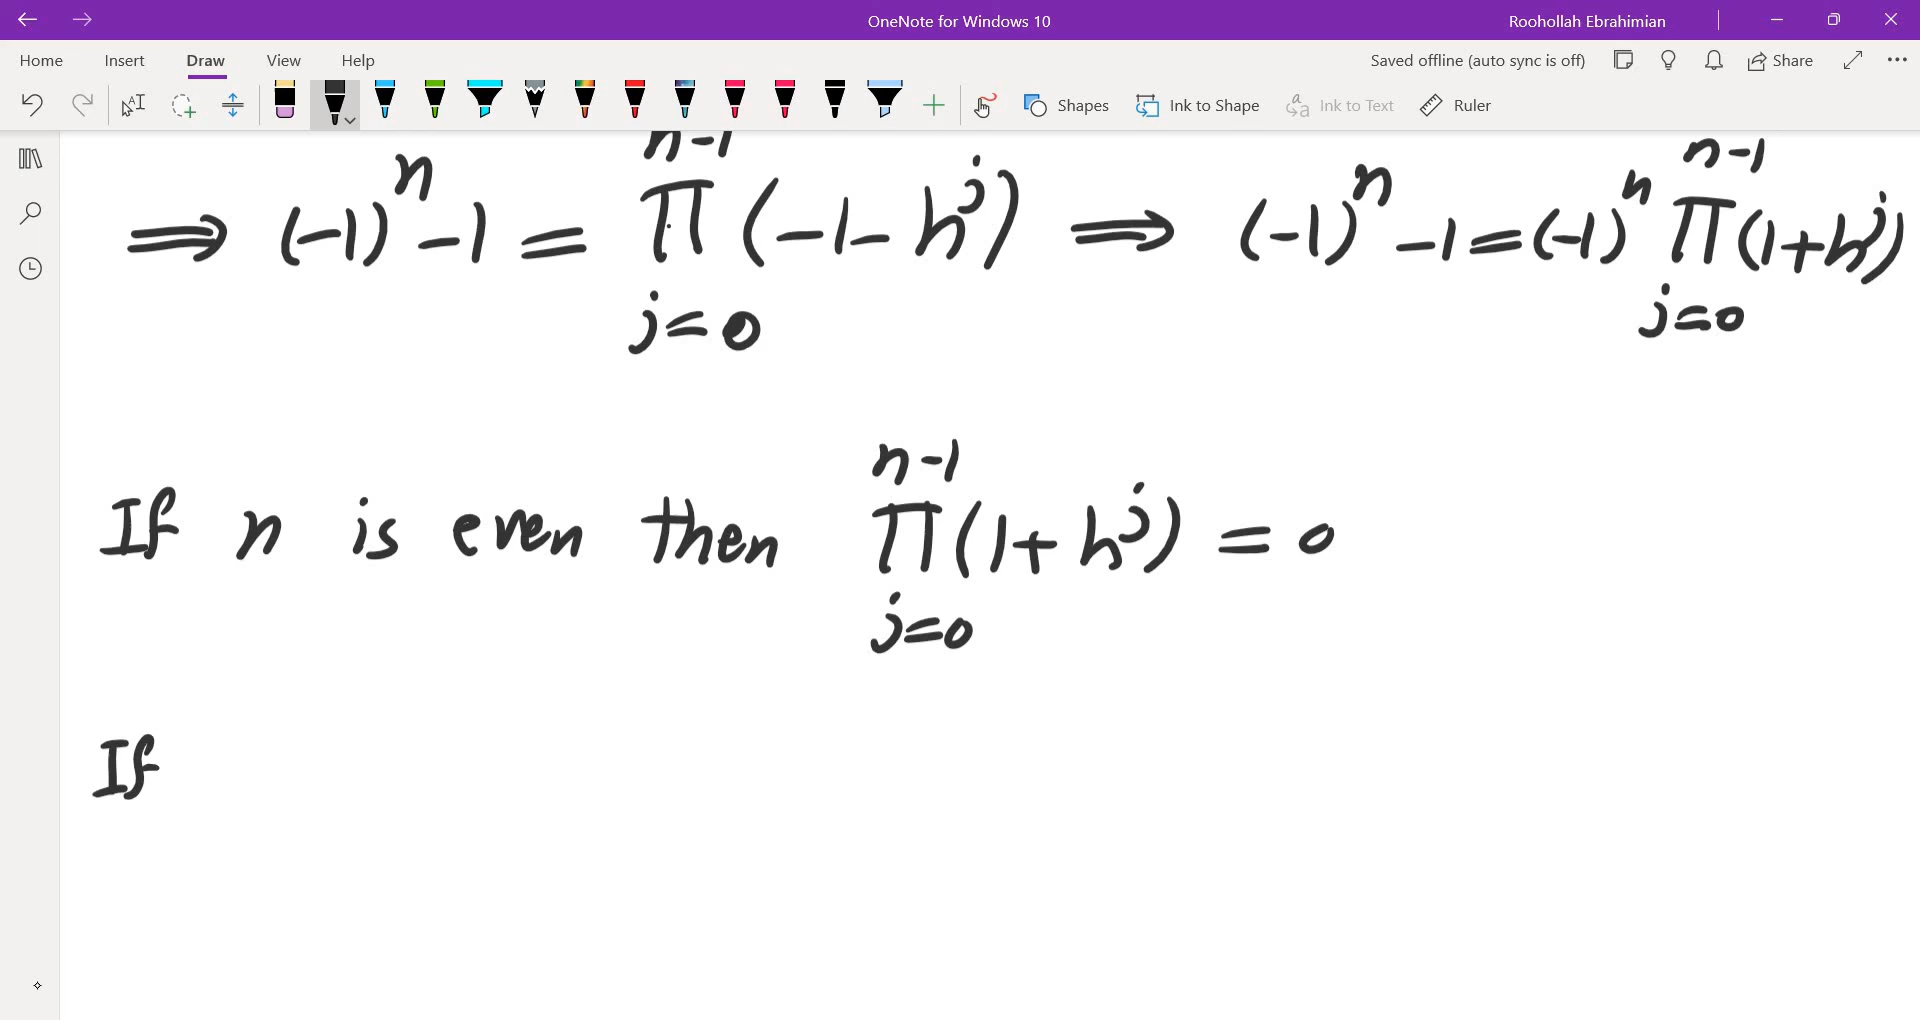 OneNote for Windows 10
Roohollah Ebrahimian
Home Insert Draw View Help
Saved offline (auto sync is off) Share
Shapes Ink to Shape Ink to Text Ruler
⟹ (-1)^n - 1 = ∏_{j=0}^{n-1} (-1 - h^j) ⟹ (-1)^n - 1 = (-1)^n ∏_{j=0}^{n-1} (1 + h^j)
If n is even then ∏_{j=0}^{n-1} (1 + h^j) = 0
If